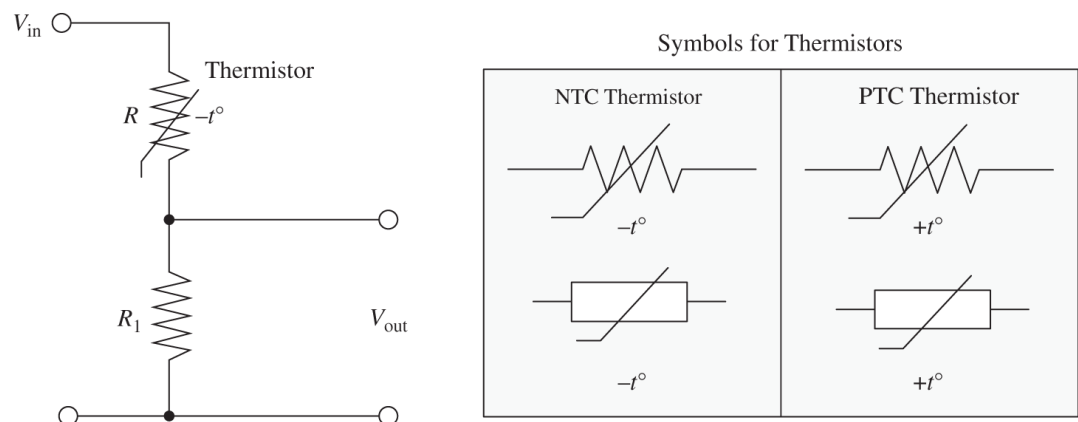 V_in
Thermistor
R
–t°
R_1
V_out
Symbols for Thermistors
NTC Thermistor
PTC Thermistor
–t°
+t°
–t°
+t°